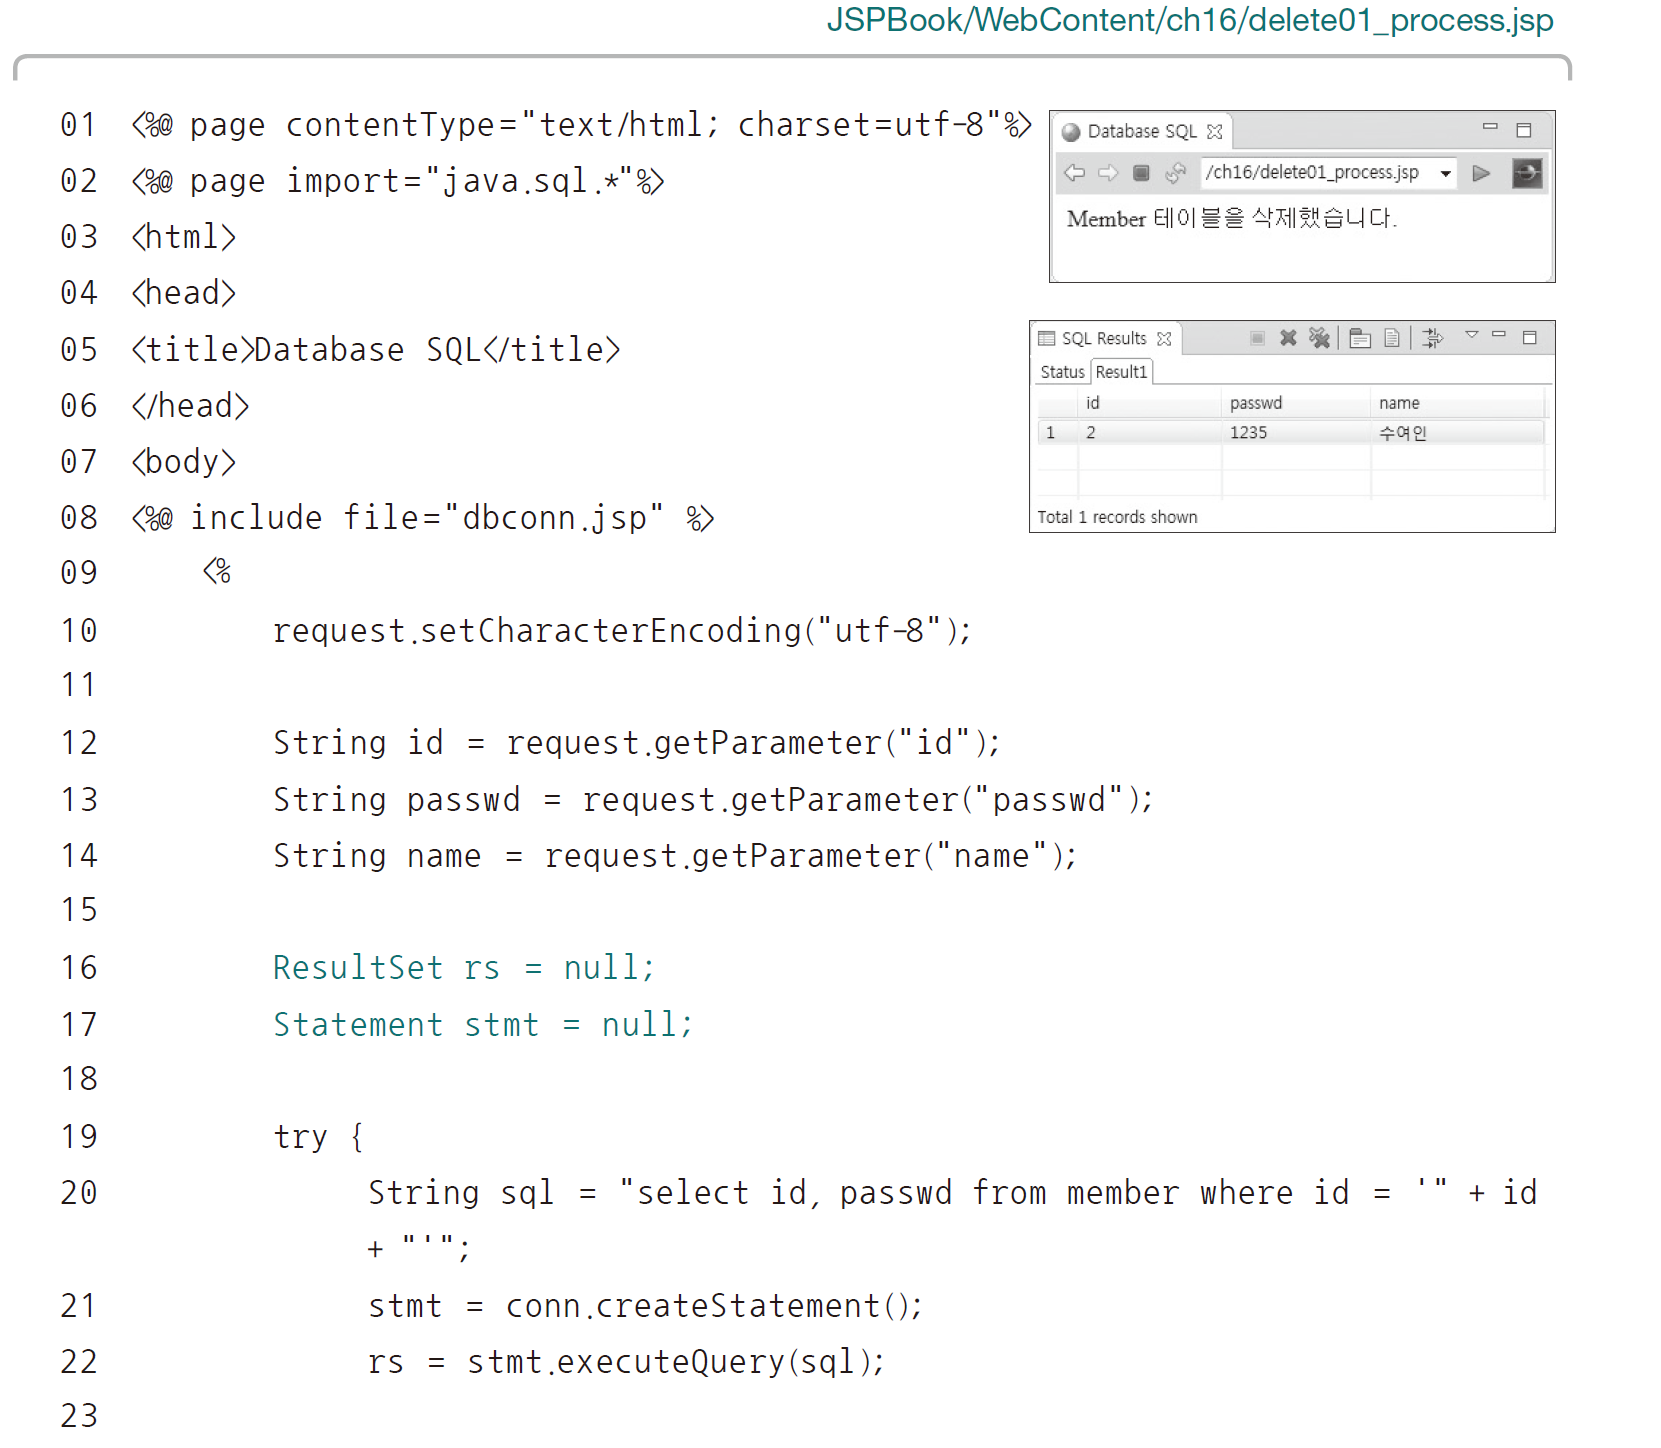 JSPBook/WebContent/ch16/delete01_process.jsp
01 <%@ page contentType="text/html; charset=utf-8"%>
02 <%@ page import="java.sql.*"%>
03 <html>
04 <head>
05 <title>Database SQL</title>
06 </head>
07 <body>
08 <%@ include file="dbconn.jsp" %>
09 <%
10 request.setCharacterEncoding("utf-8");
11
12 String id = request.getParameter("id");
13 String passwd = request.getParameter("passwd");
14 String name = request.getParameter("name");
15
16 ResultSet rs = null;
17 Statement stmt = null;
18
19 try {
20 String sql = "select id, passwd from member where id = '" + id
+ "'";
21 stmt = conn.createStatement();
22 rs = stmt.executeQuery(sql);
23
Database SQL
/ch16/delete01_process.jsp
Member 테이블을 삭제했습니다.
SQL Results
Status Result1
id passwd name
1 2 1235 수여인
Total 1 records shown